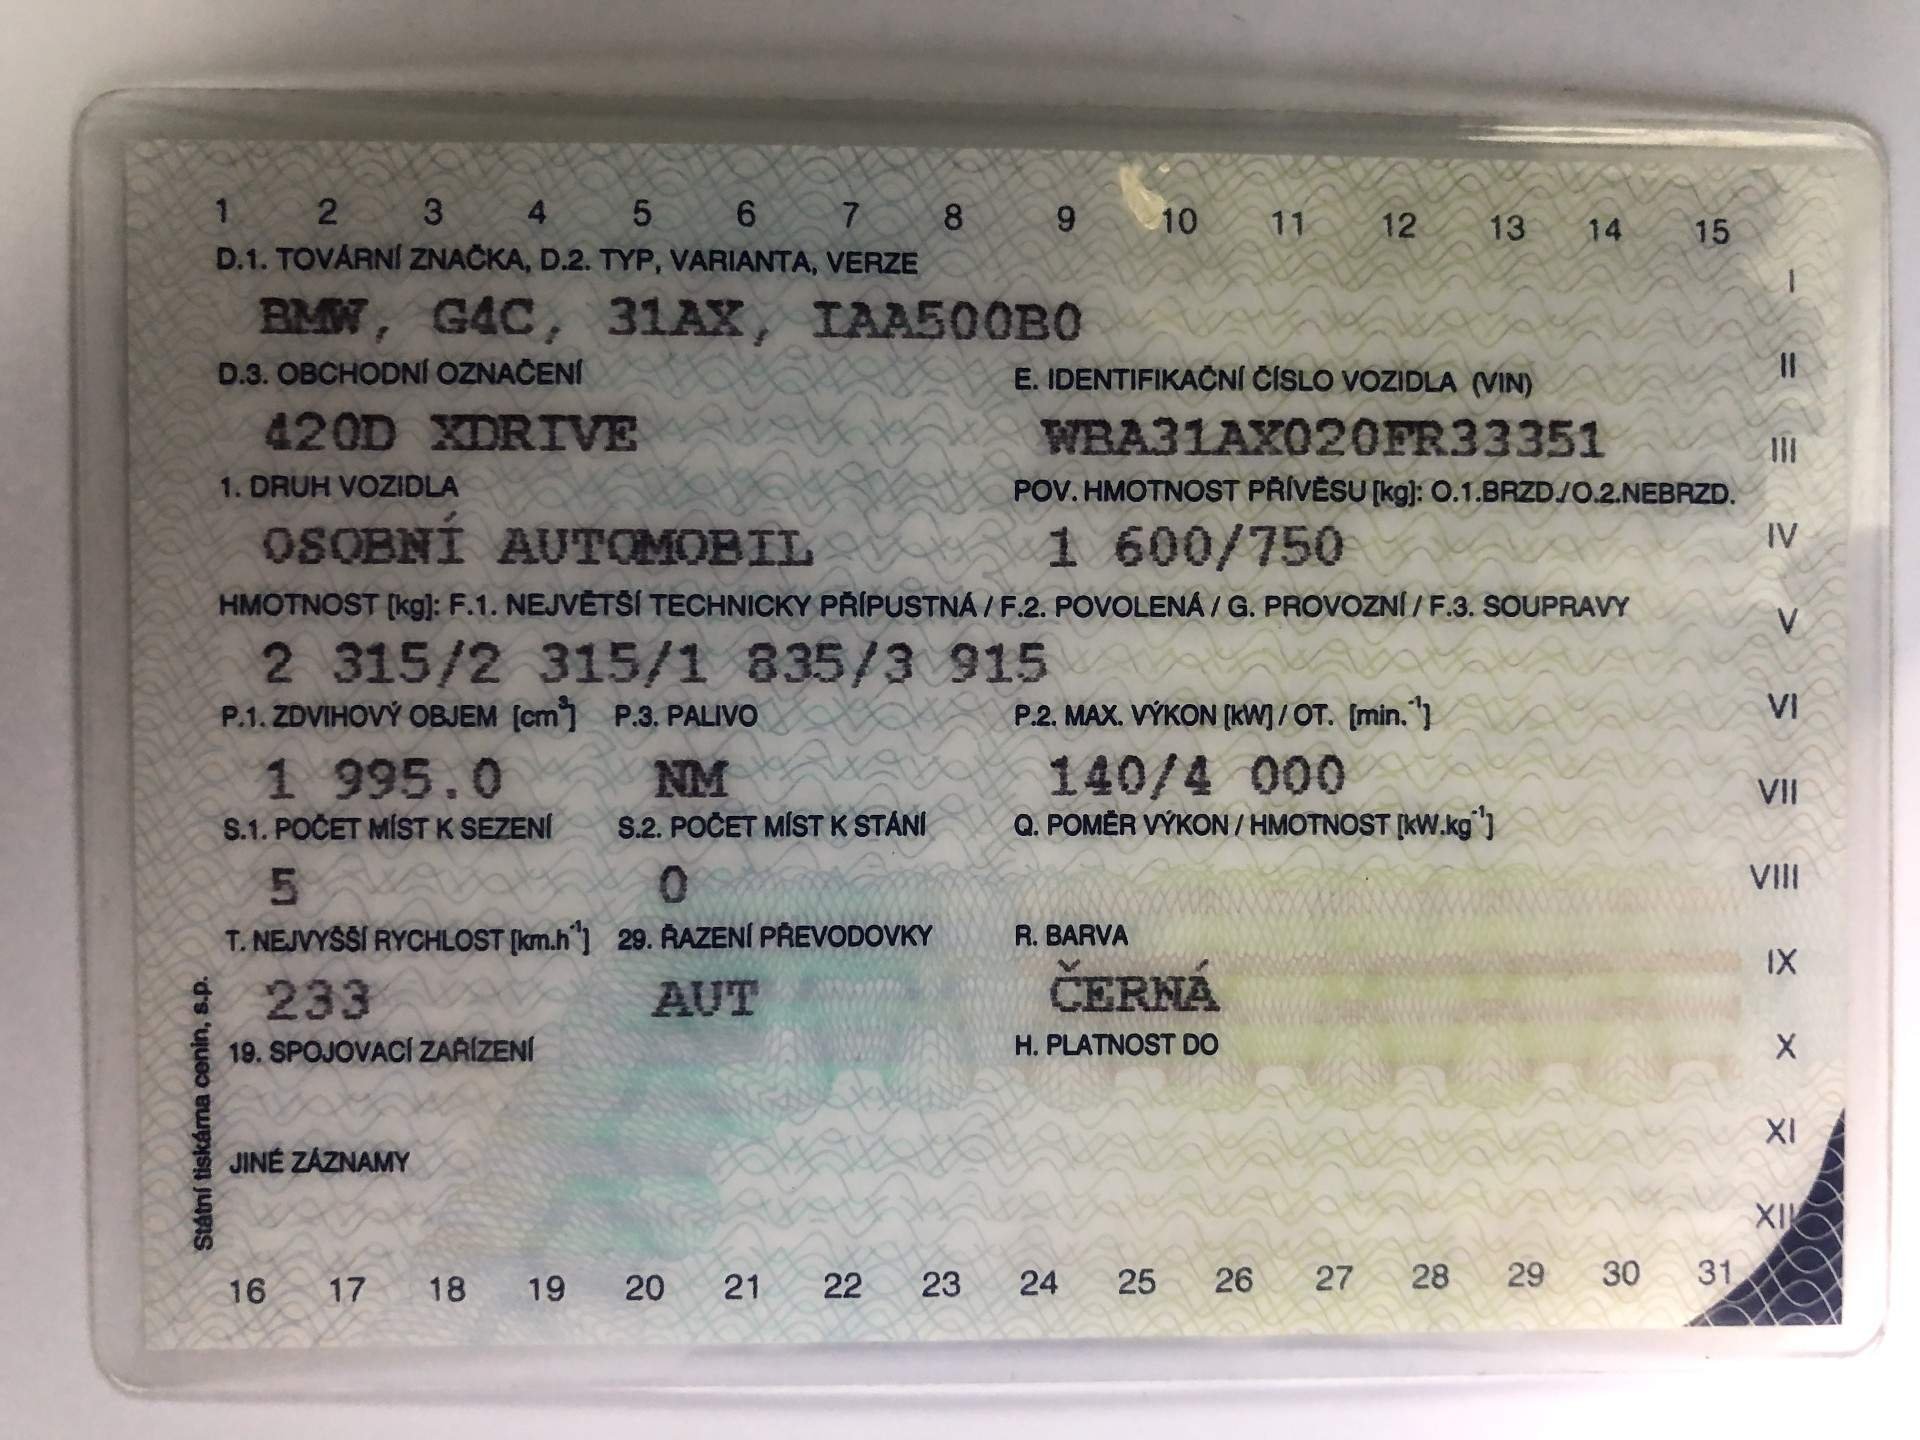 1 2 3 4 5 6 7 8 9 10 11 12 13 14 15
D.1. TOVÁRNÍ ZNAČKA, D.2. TYP, VARIANTA, VERZE
I
BMW, G4C, 31AX, IAA500B0
D.3. OBCHODNÍ OZNAČENÍ E. IDENTIFIKAČNÍ ČÍSLO VOZIDLA (VIN)
II
420D XDRIVE WBA31AX020FR33351
III
1. DRUH VOZIDLA POV. HMOTNOST PŘÍVĚSU [kg]: O.1.BRZD./O.2.NEBRZD.
OSOBNÍ AUTOMOBIL 1 600/750
IV
HMOTNOST [kg]: F.1. NEJVĚTŠÍ TECHNICKY PŘÍPUSTNÁ / F.2. POVOLENÁ / G. PROVOZNÍ / F.3. SOUPRAVY
V
2 315/2 315/1 835/3 915
P.1. ZDVIHOVÝ OBJEM [cm³] P.3. PALIVO P.2. MAX. VÝKON [kW] / OT. [min.⁻¹]
VI
1 995.0 NM 140/4 000
VII
S.1. POČET MÍST K SEZENÍ S.2. POČET MÍST K STÁNÍ Q. POMĚR VÝKON / HMOTNOST [kW.kg⁻¹]
5 0
VIII
T. NEJVYŠŠÍ RYCHLOST [km.h⁻¹] 29. ŘAZENÍ PŘEVODOVKY R. BARVA
IX
233 AUT ČERNÁ
19. SPOJOVACÍ ZAŘÍZENÍ H. PLATNOST DO
X
XI
JINÉ ZÁZNAMY
XII
Státní tiskárna cenin, s.p.
16 17 18 19 20 21 22 23 24 25 26 27 28 29 30 31